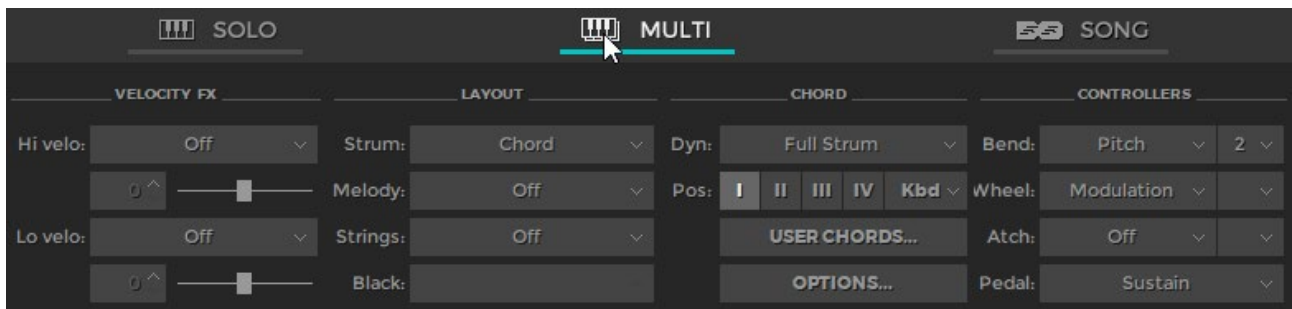 SOLO MULTI SONG
VELOCITY FX LAYOUT CHORD CONTROLLERS
Hi velo: Off Strum: Chord Dyn: Full Strum Bend: Pitch 2
0 Melody: Off Pos: I II III IV Kbd Wheel: Modulation
Lo velo: Off Strings: Off USER CHORDS... Atch: Off
0 Black: OPTIONS... Pedal: Sustain